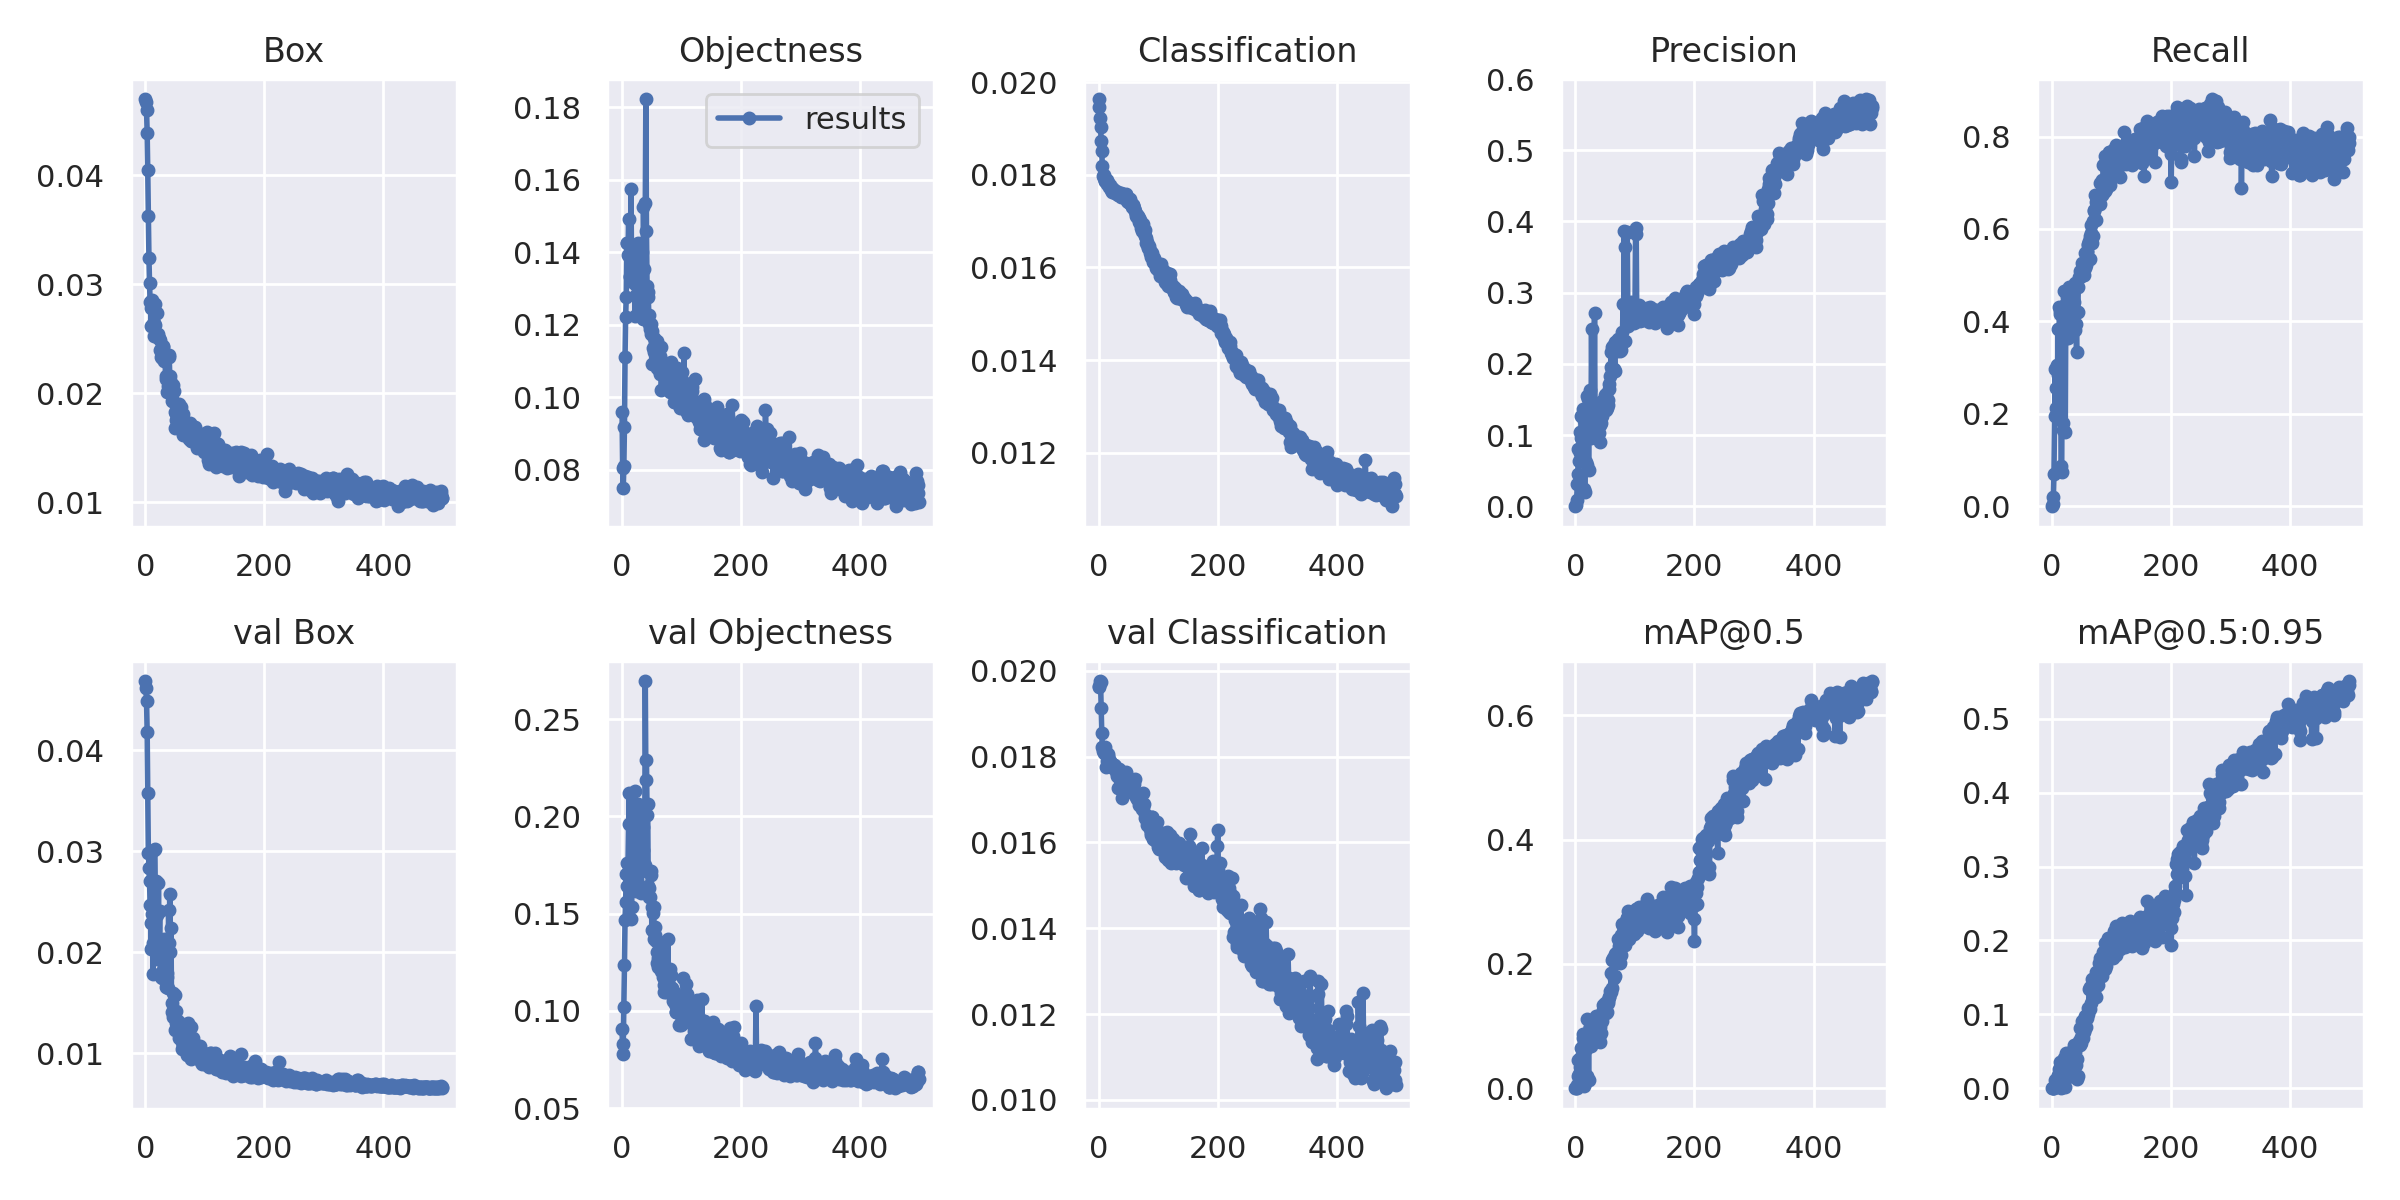 Box
0.04
0.03
0.02
0.01
0 200 400
Objectness
results
0.18
0.16
0.14
0.12
0.10
0.08
0 200 400
Classification
0.020
0.018
0.016
0.014
0.012
0 200 400
Precision
0.6
0.5
0.4
0.3
0.2
0.1
0.0
0 200 400
Recall
0.8
0.6
0.4
0.2
0.0
0 200 400
val Box
0.04
0.03
0.02
0.01
0 200 400
val Objectness
0.25
0.20
0.15
0.10
0.05
0 200 400
val Classification
0.020
0.018
0.016
0.014
0.012
0.010
0 200 400
mAP@0.5
0.6
0.4
0.2
0.0
0 200 400
mAP@0.5:0.95
0.5
0.4
0.3
0.2
0.1
0.0
0 200 400